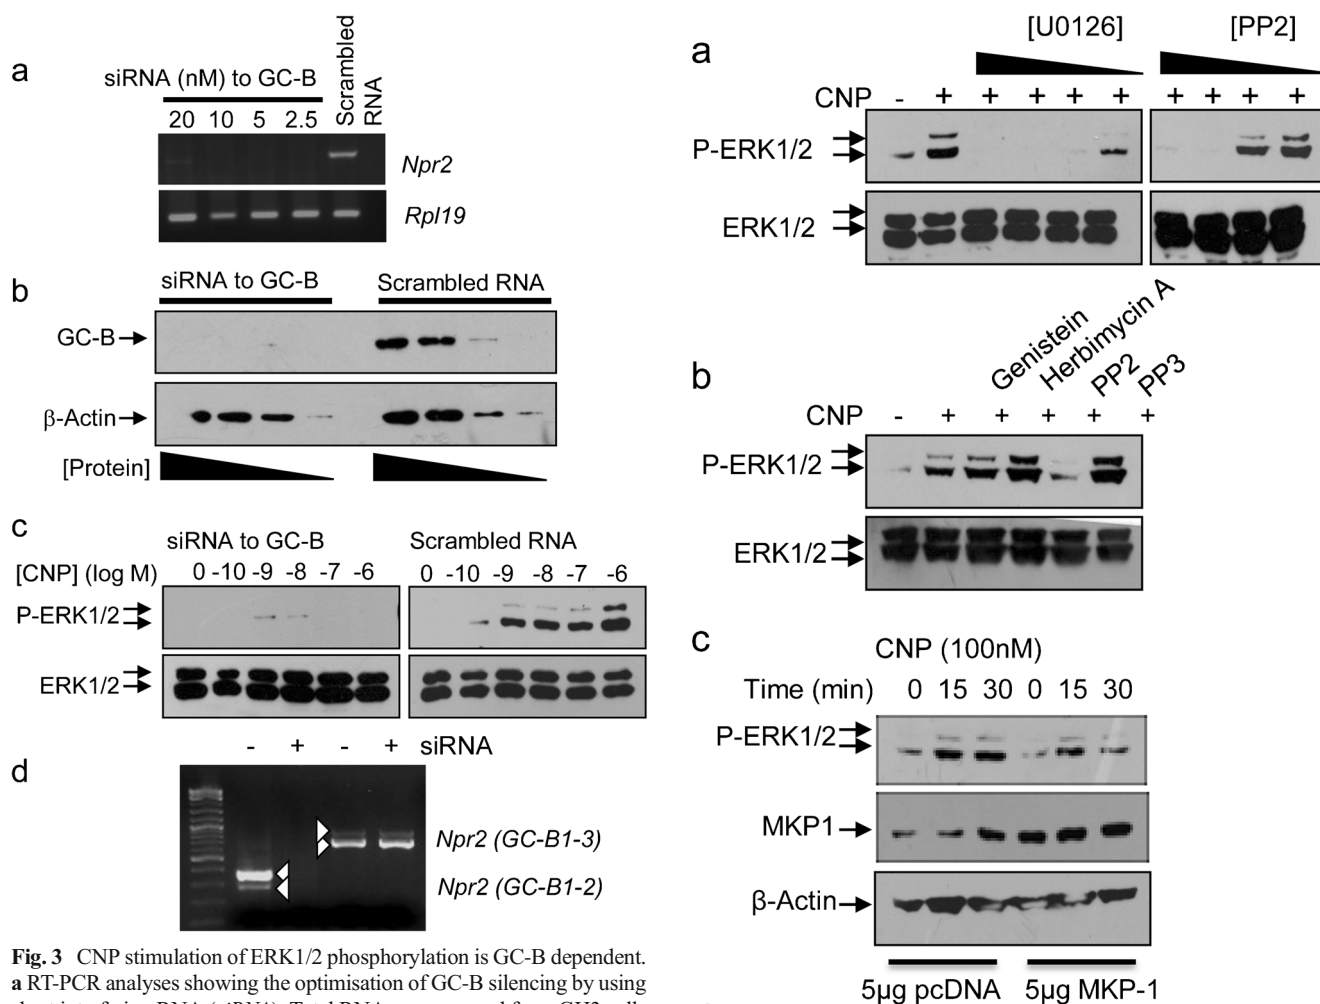 a
siRNA (nM) to GC-B
Scrambled
RNA
20 10 5 2.5
Npr2
Rpl19
b
siRNA to GC-B Scrambled RNA
GC-B
β-Actin
[Protein]
c
siRNA to GC-B Scrambled RNA
[CNP] (log M) 0 -10 -9 -8 -7 -6 0 -10 -9 -8 -7 -6
P-ERK1/2
ERK1/2
- + - + siRNA
d
Npr2 (GC-B1-3)
Npr2 (GC-B1-2)
Fig. 3 CNP stimulation of ERK1/2 phosphorylation is GC-B dependent.
a RT-PCR analyses showing the optimisation of GC-B silencing by using
a
[U0126] [PP2]
CNP - + + + + + + + + +
P-ERK1/2
ERK1/2
b
Genistein
Herbimycin A
PP2
PP3
CNP - + + + + +
P-ERK1/2
ERK1/2
c
CNP (100nM)
Time (min) 0 15 30 0 15 30
P-ERK1/2
MKP1
β-Actin
5µg pcDNA 5µg MKP-1